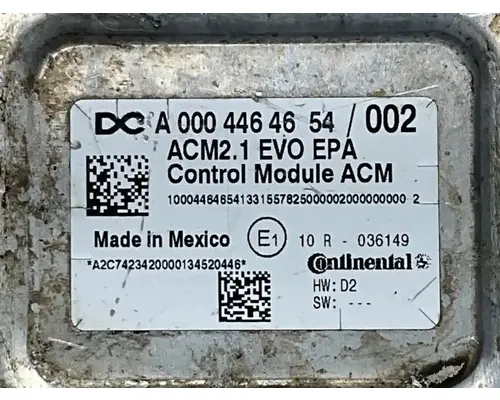 DC A 000 446 46 54 / 002
ACM2.1 EVO EPA
Control Module ACM
10004464654133155782500000200000000 2
Made in Mexico E1 10 R - 036149
*A2C7423420000134520446* Continental
HW: D2
SW: ---